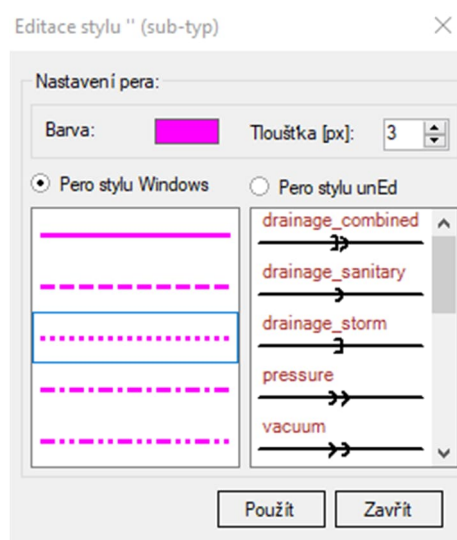 Editace stylu '' (sub-typ)
Nastavení pera:
Barva:
Tloušťka [px]: 3
Pero stylu Windows
Pero stylu unEd
drainage_combined
drainage_sanitary
drainage_storm
pressure
vacuum
Použít
Zavřít